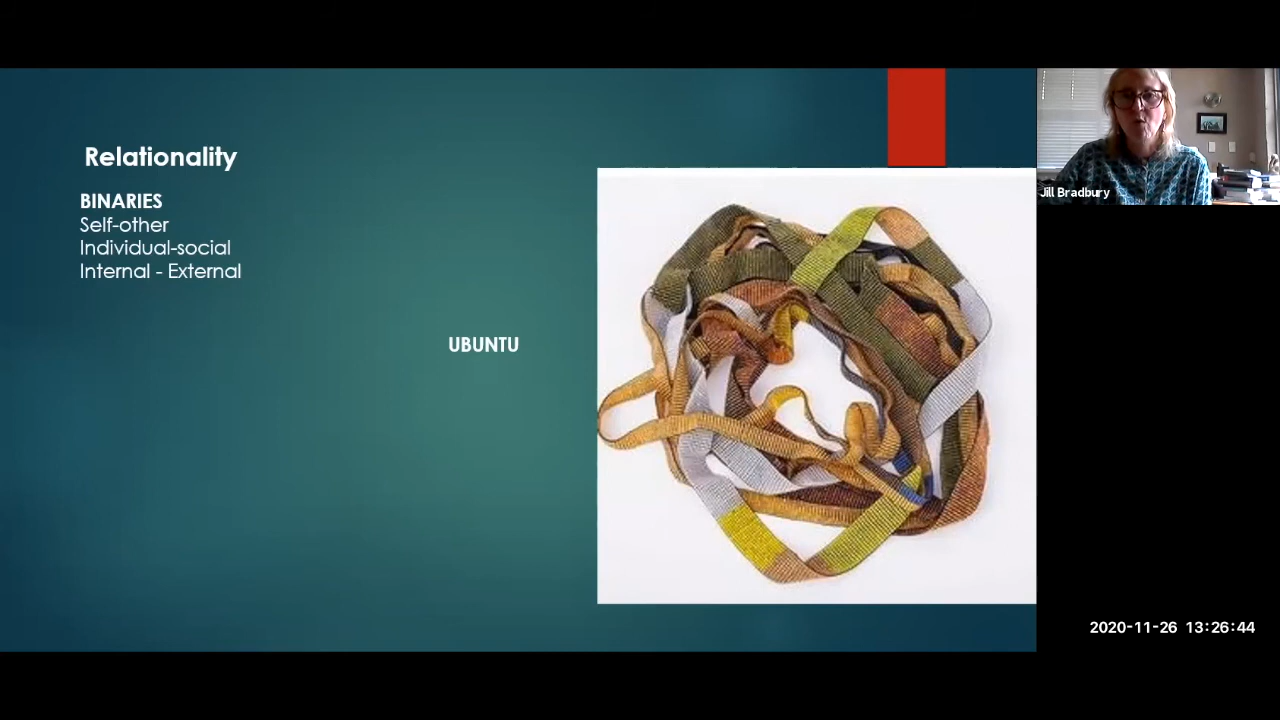 Relationality
BINARIES
Self-other
Individual-social
Internal - External
UBUNTU
Jill Bradbury
2020-11-26 13:26:44